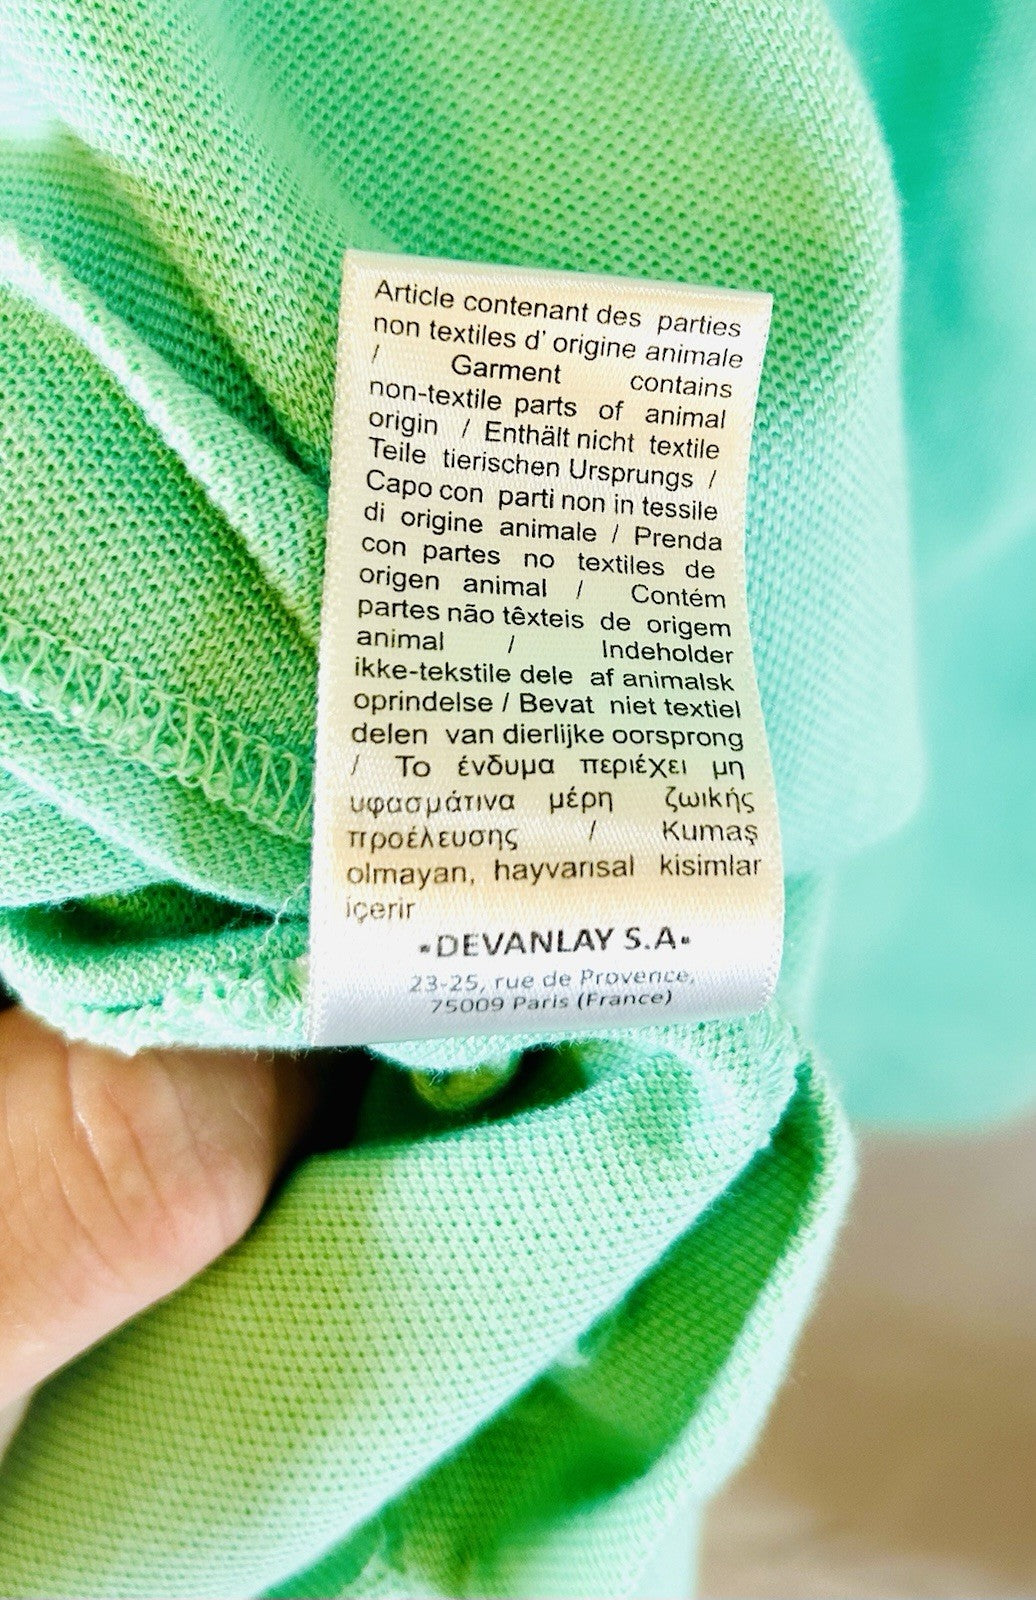 Article contenant des parties
non textiles d' origine animale
/ Garment contains
non-textile parts of animal
origin / Enthält nicht textile
Teile tierischen Ursprungs /
Capo con parti non in tessile
di origine animale / Prenda
con partes no textiles de
origen animal / Contém
partes não têxteis de origem
animal / Indeholder
ikke-tekstile dele af animalsk
oprindelse / Bevat niet textiel
delen van dierlijke oorsprong
/ Το ένδυμα περιέχει μη
υφασμάτινα μέρη ζωικής
προέλευσης / Kumaş
olmayan, hayvansal kisimlar
içerir
•DEVANLAY S.A•
23-25, rue de Provence,
75009 Paris (France)